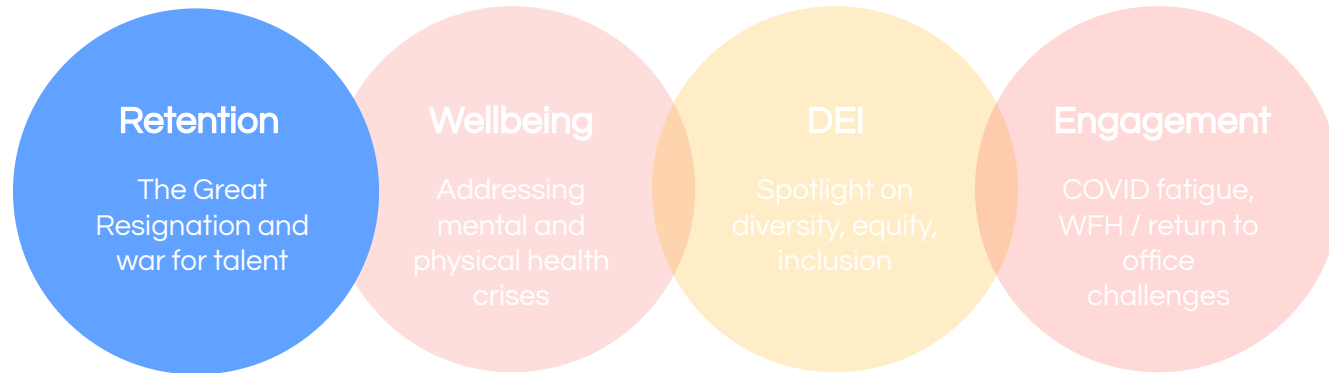 Retention
The Great
Resignation and
war for talent
Wellbeing
Addressing
mental and
physical health
crises
DEI
Spotlight on
diversity, equity,
inclusion
Engagement
COVID fatigue,
WFH / return to
office
challenges